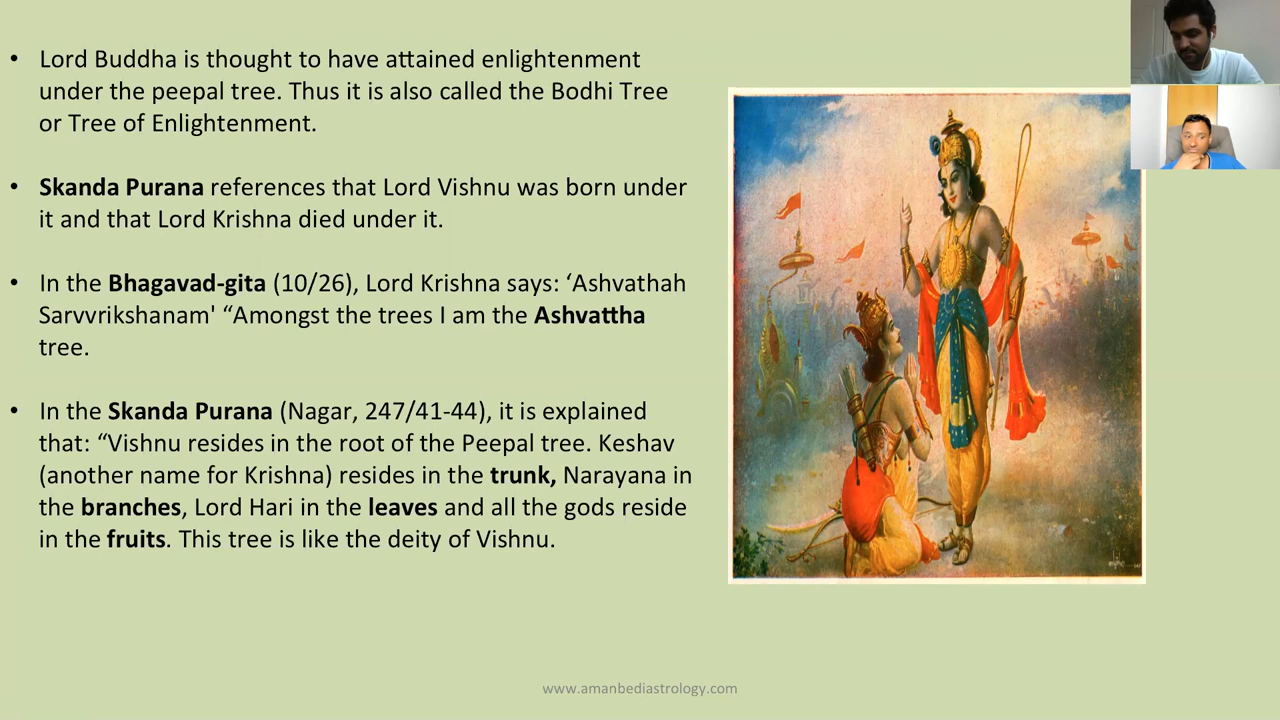 • Lord Buddha is thought to have attained enlightenment
under the peepal tree. Thus it is also called the Bodhi Tree
or Tree of Enlightenment.
• Skanda Purana references that Lord Vishnu was born under
it and that Lord Krishna died under it.
• In the Bhagavad-gita (10/26), Lord Krishna says: ‘Ashvathah
Sarvvrikshanam' “Amongst the trees I am the Ashvattha
tree.
• In the Skanda Purana (Nagar, 247/41-44), it is explained
that: “Vishnu resides in the root of the Peepal tree. Keshav
(another name for Krishna) resides in the trunk, Narayana in
the branches, Lord Hari in the leaves and all the gods reside
in the fruits. This tree is like the deity of Vishnu.
www.amanbediastrology.com